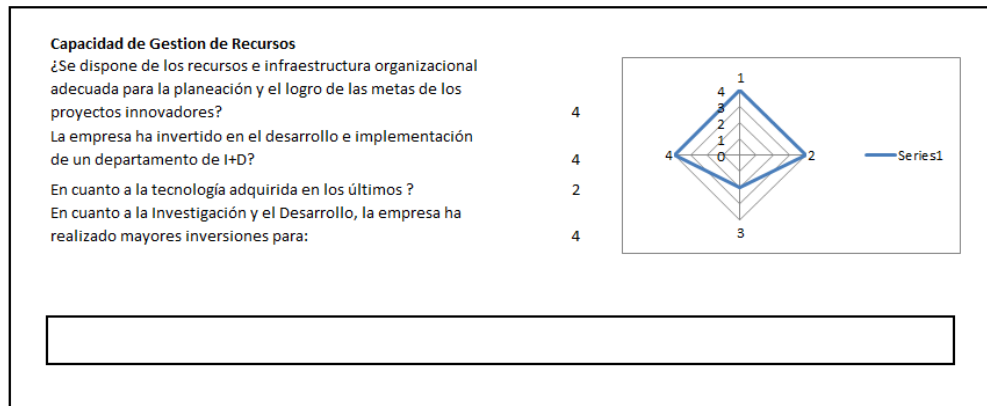 Capacidad de Gestion de Recursos
¿Se dispone de los recursos e infraestructura organizacional
adecuada para la planeación y el logro de las metas de los
proyectos innovadores? 4
La empresa ha invertido en el desarrollo e implementación
de un departamento de I+D? 4
En cuanto a la tecnología adquirida en los últimos ? 2
En cuanto a la Investigación y el Desarrollo, la empresa ha
realizado mayores inversiones para: 4
1
4
3
2
1
0
4
2
Series1
3